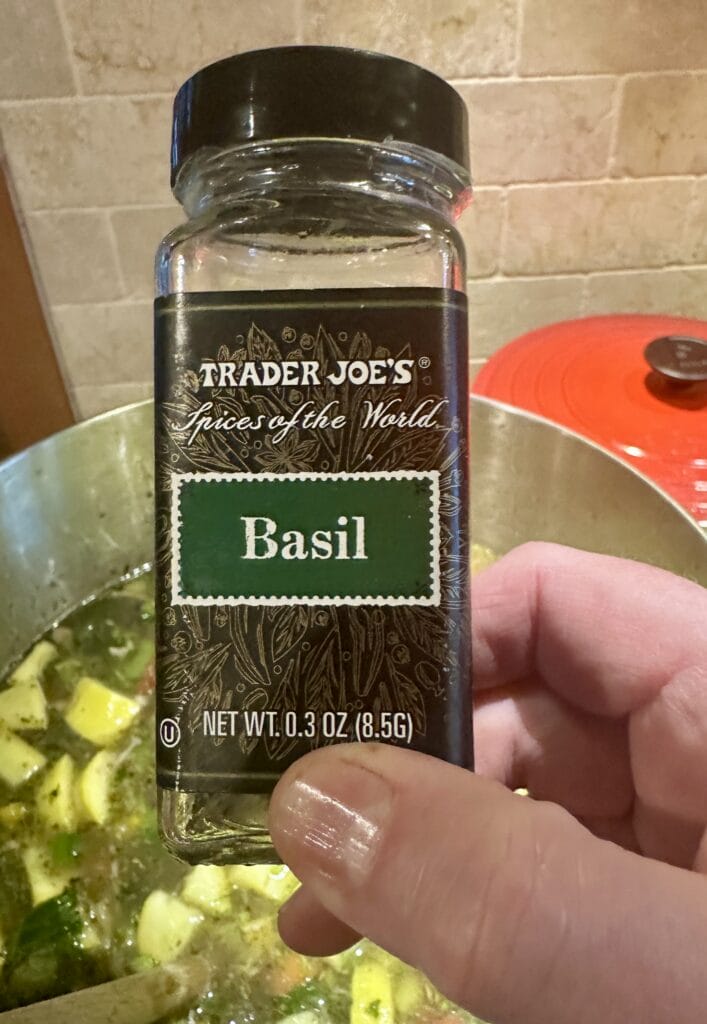 TRADER JOE'S®
Spices of the World
Basil
U
NET WT. 0.3 OZ (8.5G)